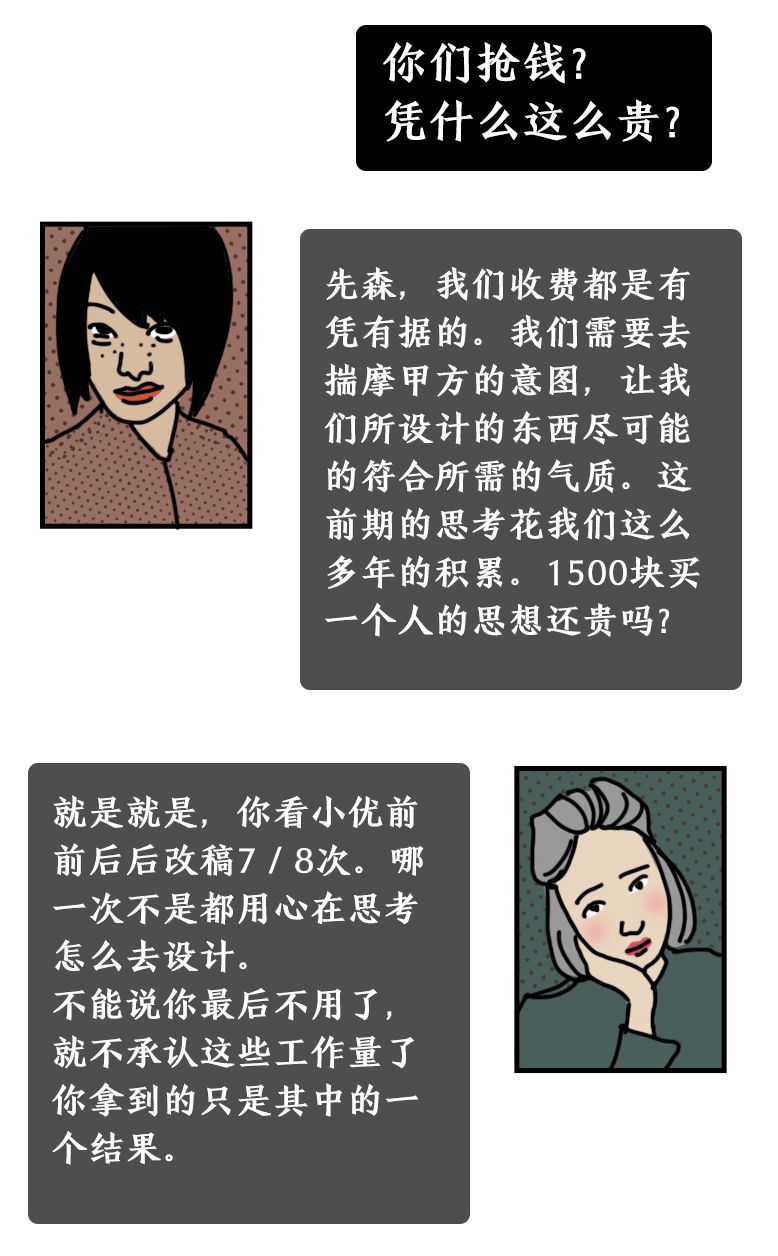 你们抢钱?
凭什么这么贵?
先森，我们收费都是有
凭有据的。我们需要去
揣摩甲方的意图，让我
们所设计的东西尽可能
的符合所需的气质。这
前期的思考花我们这么
多年的积累。1500块买
一个人的思想还贵吗?
就是就是，你看小优前
前后后改稿7 / 8次。哪
一次不是都用心在思考
怎么去设计。
不能说你最后不用了，
就不承认这些工作量了
你拿到的只是其中的一
个结果。